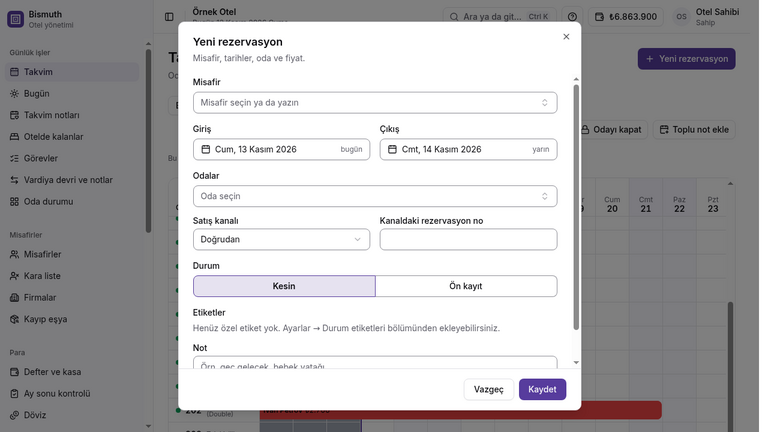 Bismuth
Otel yönetimi
Günlük işler
Takvim
Bugün
Takvim notları
Otelde kalanlar
Görevler
Vardiya devri ve notlar
Oda durumu
Misafirler
Misafirler
Kara liste
Firmalar
Kayıp eşya
Para
Defter ve kasa
Ay sonu kontrolü
Döviz
Örnek Otel
Ara ya da git...
Ctrl K
₺6.863.900
OS
Otel Sahibi
Sahip
Yeni rezervasyon
Odayı kapat
Toplu not ekle
Cum
20
Cmt
21
Paz
22
Pzt
23
(Double)
Yeni rezervasyon
Misafir, tarihler, oda ve fiyat.
Misafir
Misafir seçin ya da yazın
Giriş
Çıkış
Cum, 13 Kasım 2026 bugün
Cmt, 14 Kasım 2026 yarın
Odalar
Oda seçin
Satış kanalı
Kanaldaki rezervasyon no
Doğrudan
Durum
Kesin
Ön kayıt
Etiketler
Henüz özel etiket yok. Ayarlar → Durum etiketleri bölümünden ekleyebilirsiniz.
Not
Örn. geç gelecek, bebek yatağı
Vazgeç
Kaydet